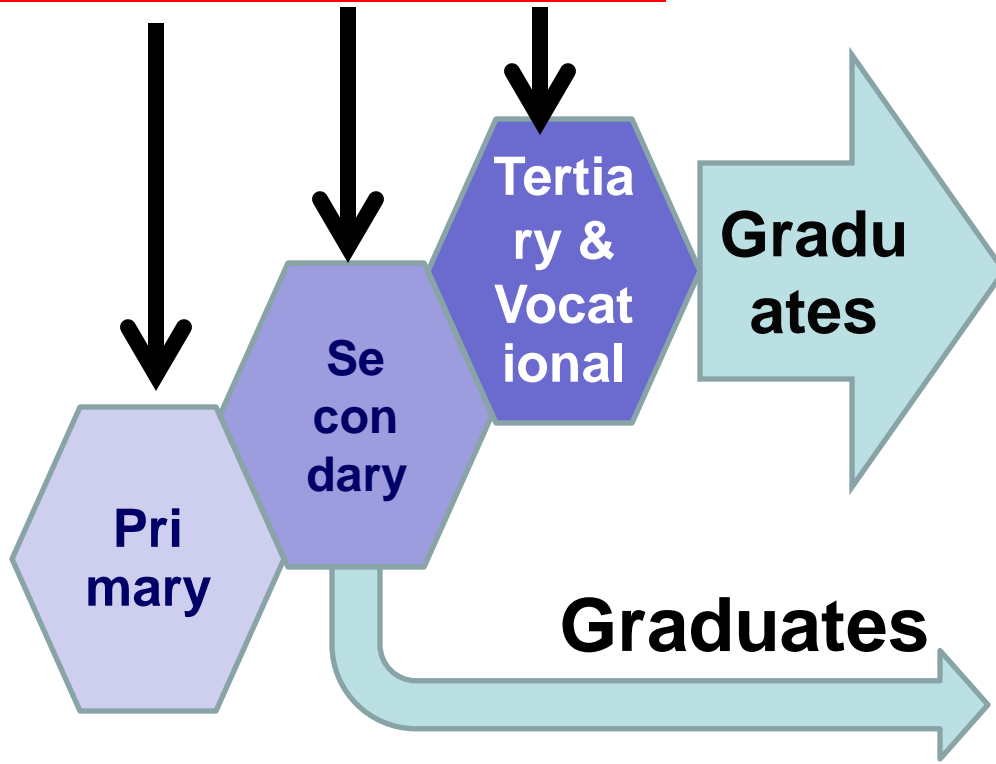 Tertia
ry &
Vocat
ional
Gradu
ates
Se
con
dary
Pri
mary
Graduates